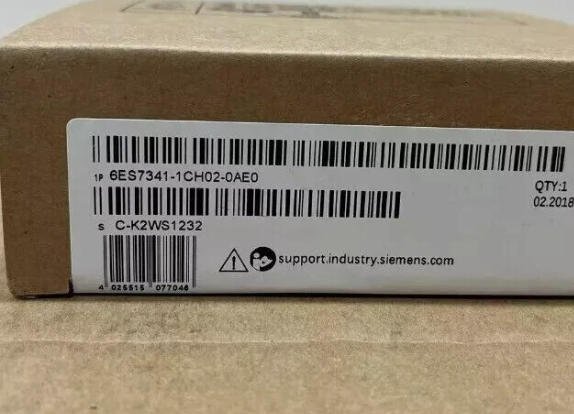 1P 6ES7341-1CH02-0AE0
QTY:1
02.2018
S C-K2WS1232
support.industry.siemens.com
4 025515 077046